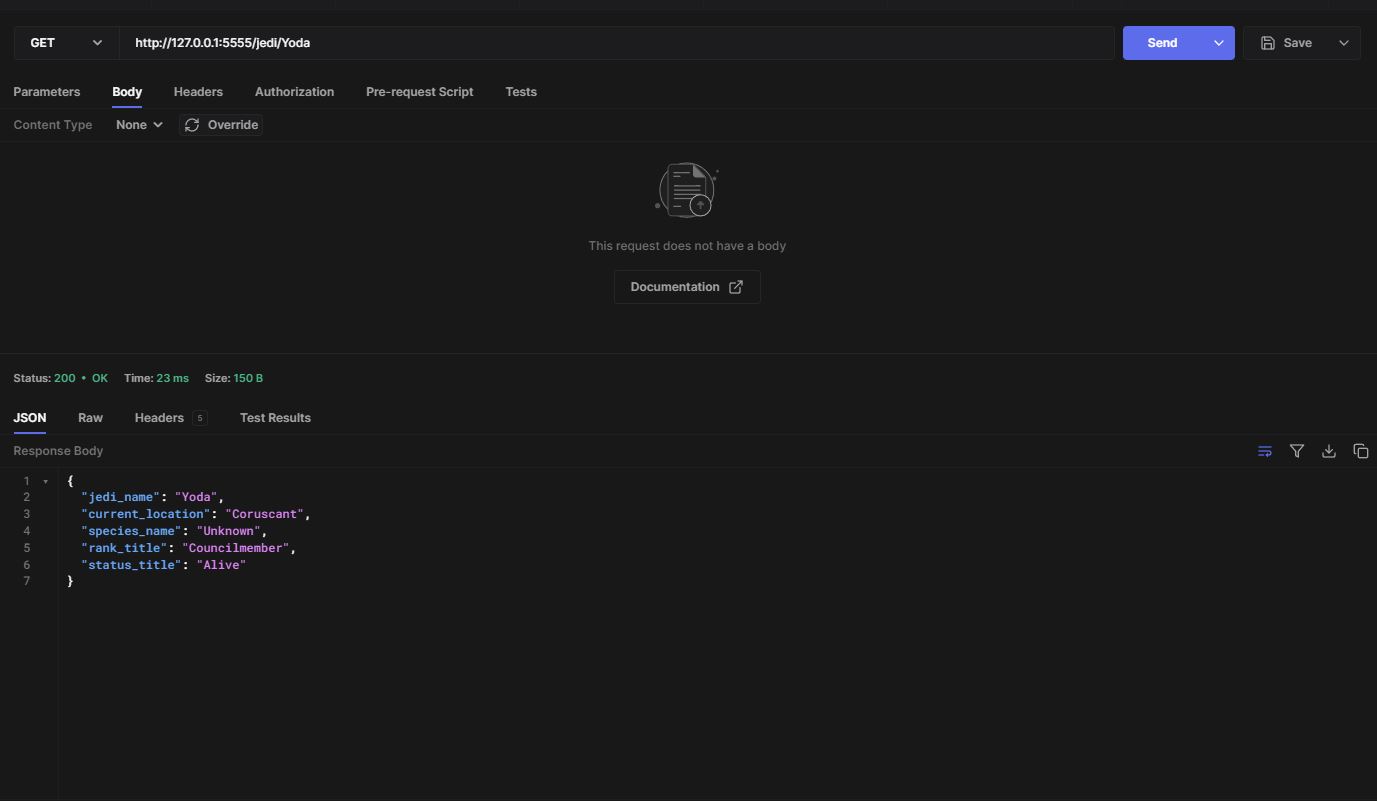 GET http://127.0.0.1:5555/jedi/Yoda Send Save
Parameters Body Headers Authorization Pre-request Script Tests
Content Type None Override
This request does not have a body
Documentation
Status: 200 • OK Time: 23 ms Size: 150 B
JSON Raw Headers 5 Test Results
Response Body
1 {
2 "jedi_name": "Yoda",
3 "current_location": "Coruscant",
4 "species_name": "Unknown",
5 "rank_title": "Councilmember",
6 "status_title": "Alive"
7 }